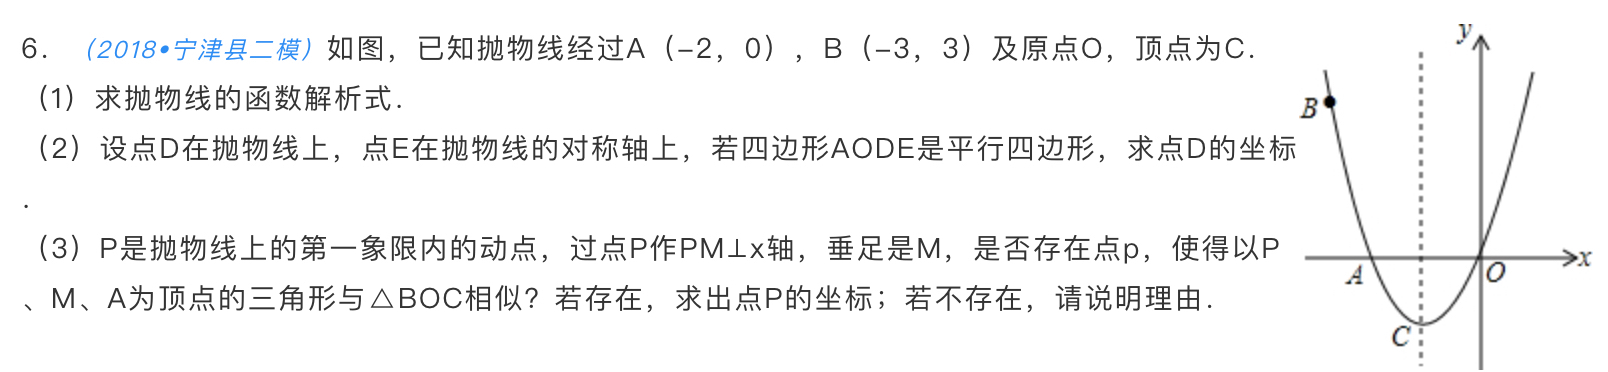 6. （2018•宁津县二模）如图，已知抛物线经过A（-2，0），B（-3，3）及原点O，顶点为C.
（1）求抛物线的函数解析式.
（2）设点D在抛物线上，点E在抛物线的对称轴上，若四边形AODE是平行四边形，求点D的坐标
.
（3）P是抛物线上的第一象限内的动点，过点P作PM⊥x轴，垂足是M，是否存在点p，使得以P
、M、A为顶点的三角形与△BOC相似？若存在，求出点P的坐标；若不存在，请说明理由.
y
B
x
A
O
C